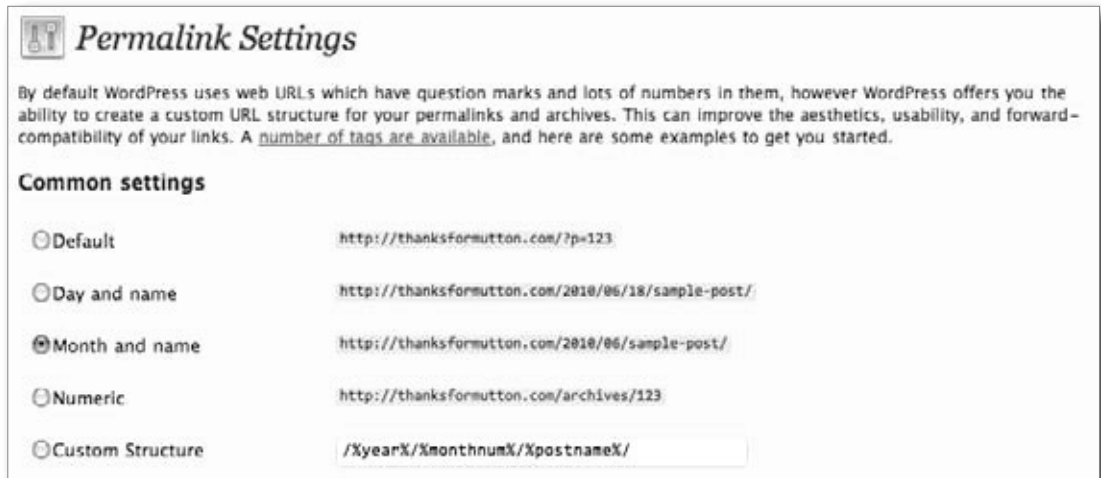 Permalink Settings
By default WordPress uses web URLs which have question marks and lots of numbers in them, however WordPress offers you the
ability to create a custom URL structure for your permalinks and archives. This can improve the aesthetics, usability, and forward-
compatibility of your links. A number of tags are available, and here are some examples to get you started.
Common settings
Default http://thanksformutton.com/?p=123
Day and name http://thanksformutton.com/2010/06/18/sample-post/
Month and name http://thanksformutton.com/2010/06/sample-post/
Numeric http://thanksformutton.com/archives/123
Custom Structure /%year%/%monthnum%/%postname%/